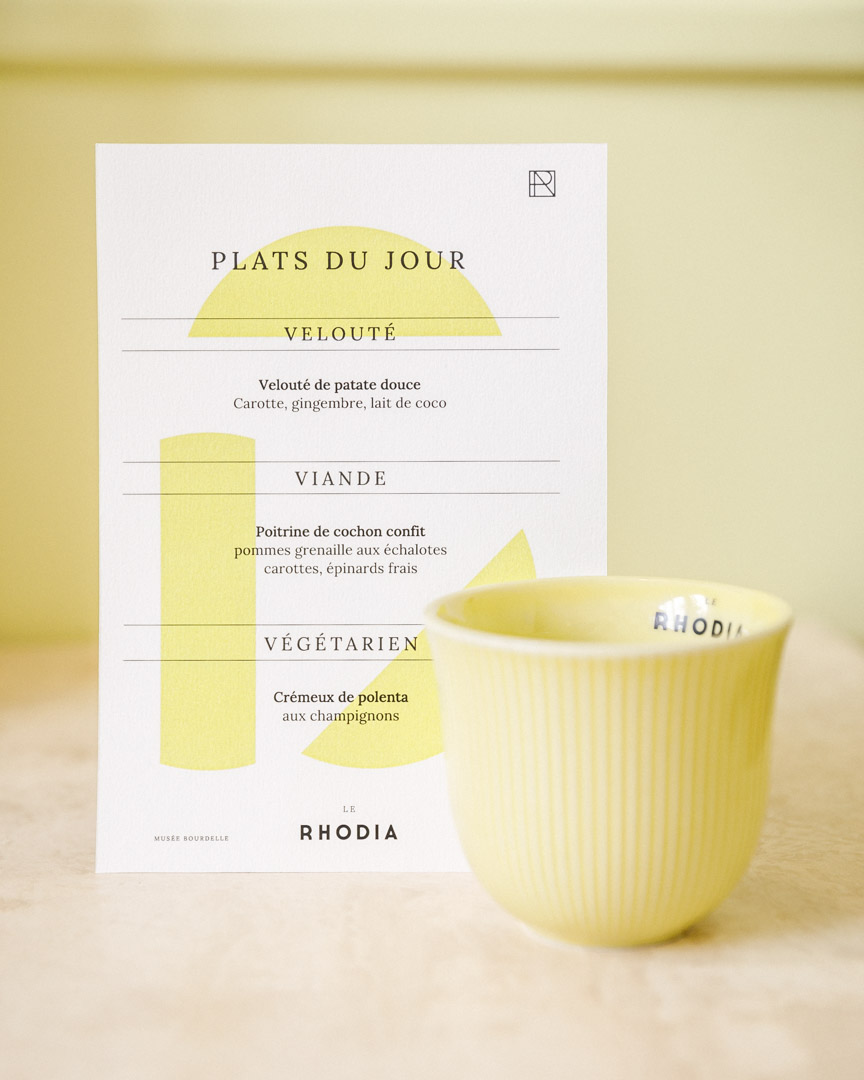 PLATS DU JOUR
VELOUTÉ
Velouté de patate douce
Carotte, gingembre, lait de coco
VIANDE
Poitrine de cochon confit
pommes grenaille aux échalotes
carottes, épinards frais
VÉGÉTARIEN
Crémeux de polenta
aux champignons
LE
RHODIA
MUSÉE BOURDELLE
LE
RHODIA